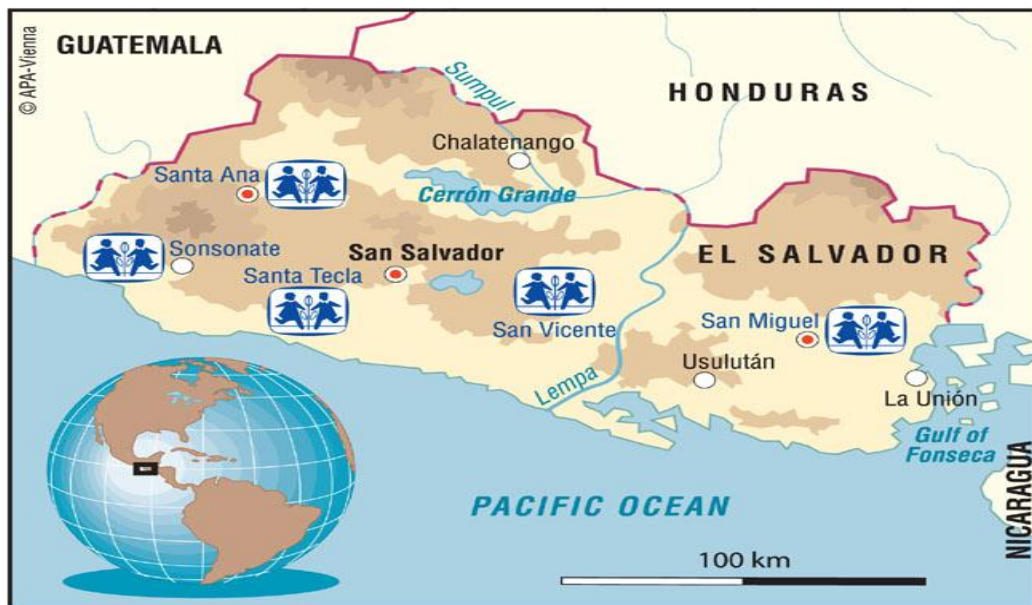 © APA-Vienna
GUATEMALA
HONDURAS
Sumpul
Chalatenango
Santa Ana
Cerrón Grande
Sonsonate
San Salvador
EL SALVADOR
Santa Tecla
San Vicente
San Miguel
Usulután
Lempa
La Unión
Gulf of
Fonseca
NICARAGUA
PACIFIC OCEAN
100 km